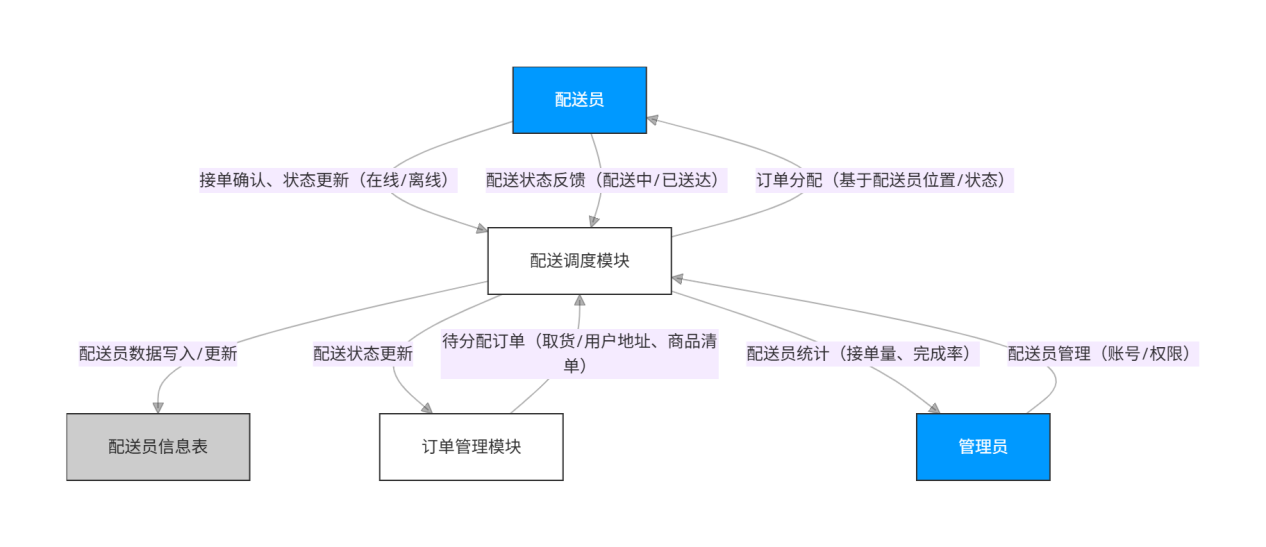 配送员
接单确认、状态更新（在线/离线）
配送状态反馈（配送中/已送达）
订单分配（基于配送员位置/状态）
配送调度模块
配送员数据写入/更新
配送状态更新
待分配订单（取货/用户地址、商品清
单）
配送员统计（接单量、完成率）
配送员管理（账号/权限）
配送员信息表
订单管理模块
管理员